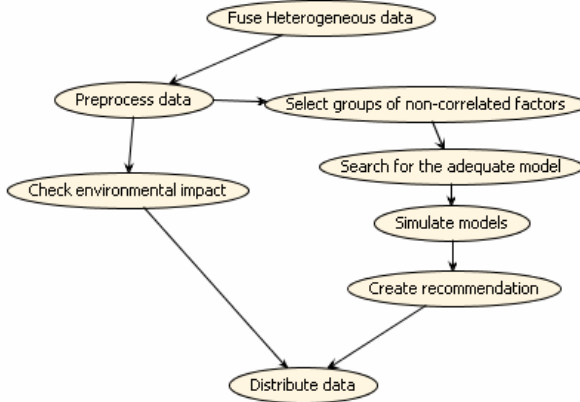 Fuse Heterogeneous data
Preprocess data
Select groups of non-correlated factors
Search for the adequate model
Check environmental impact
Simulate models
Create recommendation
Distribute data